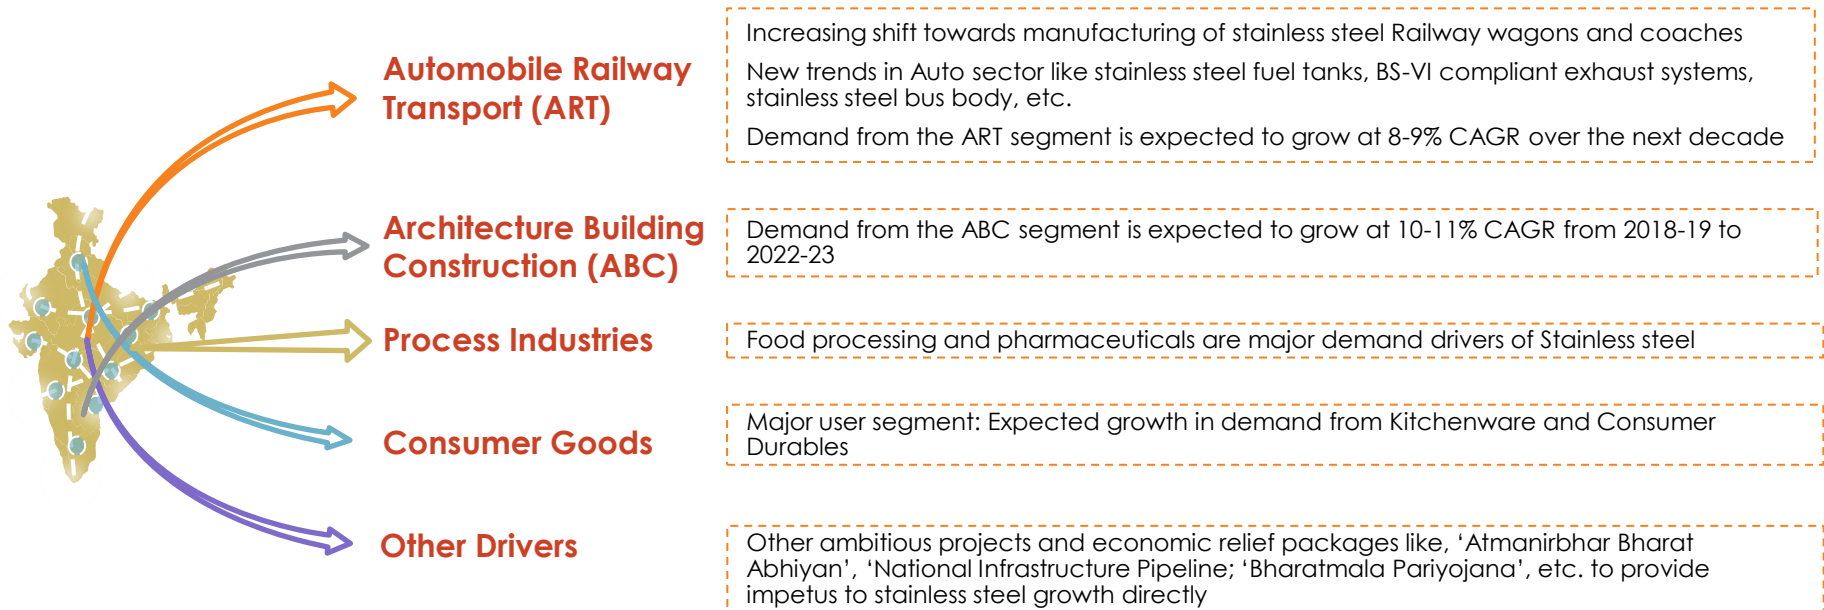 Automobile Railway
Transport (ART)
Increasing shift towards manufacturing of stainless steel Railway wagons and coaches
New trends in Auto sector like stainless steel fuel tanks, BS-VI compliant exhaust systems,
stainless steel bus body, etc.
Demand from the ART segment is expected to grow at 8-9% CAGR over the next decade
Architecture Building
Construction (ABC)
Demand from the ABC segment is expected to grow at 10-11% CAGR from 2018-19 to
2022-23
Process Industries
Food processing and pharmaceuticals are major demand drivers of Stainless steel
Consumer Goods
Major user segment: Expected growth in demand from Kitchenware and Consumer
Durables
Other Drivers
Other ambitious projects and economic relief packages like, ‘Atmanirbhar Bharat
Abhiyan’, ‘National Infrastructure Pipeline; ‘Bharatmala Pariyojana’, etc. to provide
impetus to stainless steel growth directly